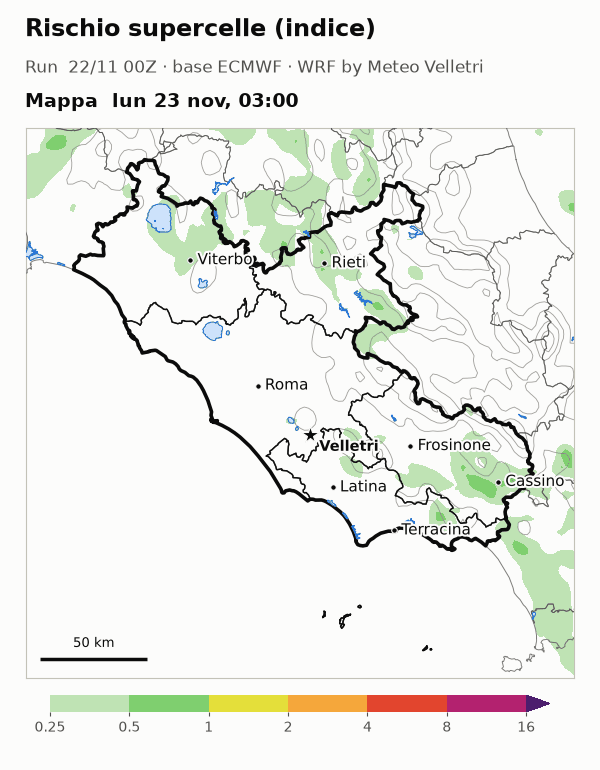 Rischio supercelle (indice)
Run  22/11 00Z · base ECMWF · WRF by Meteo Velletri
Mappa  lun 23 nov, 03:00
Viterbo
Rieti
Roma
Velletri
Frosinone
Cassino
Latina
Terracina
50 km
0.25 0.5 1 2 4 8 16